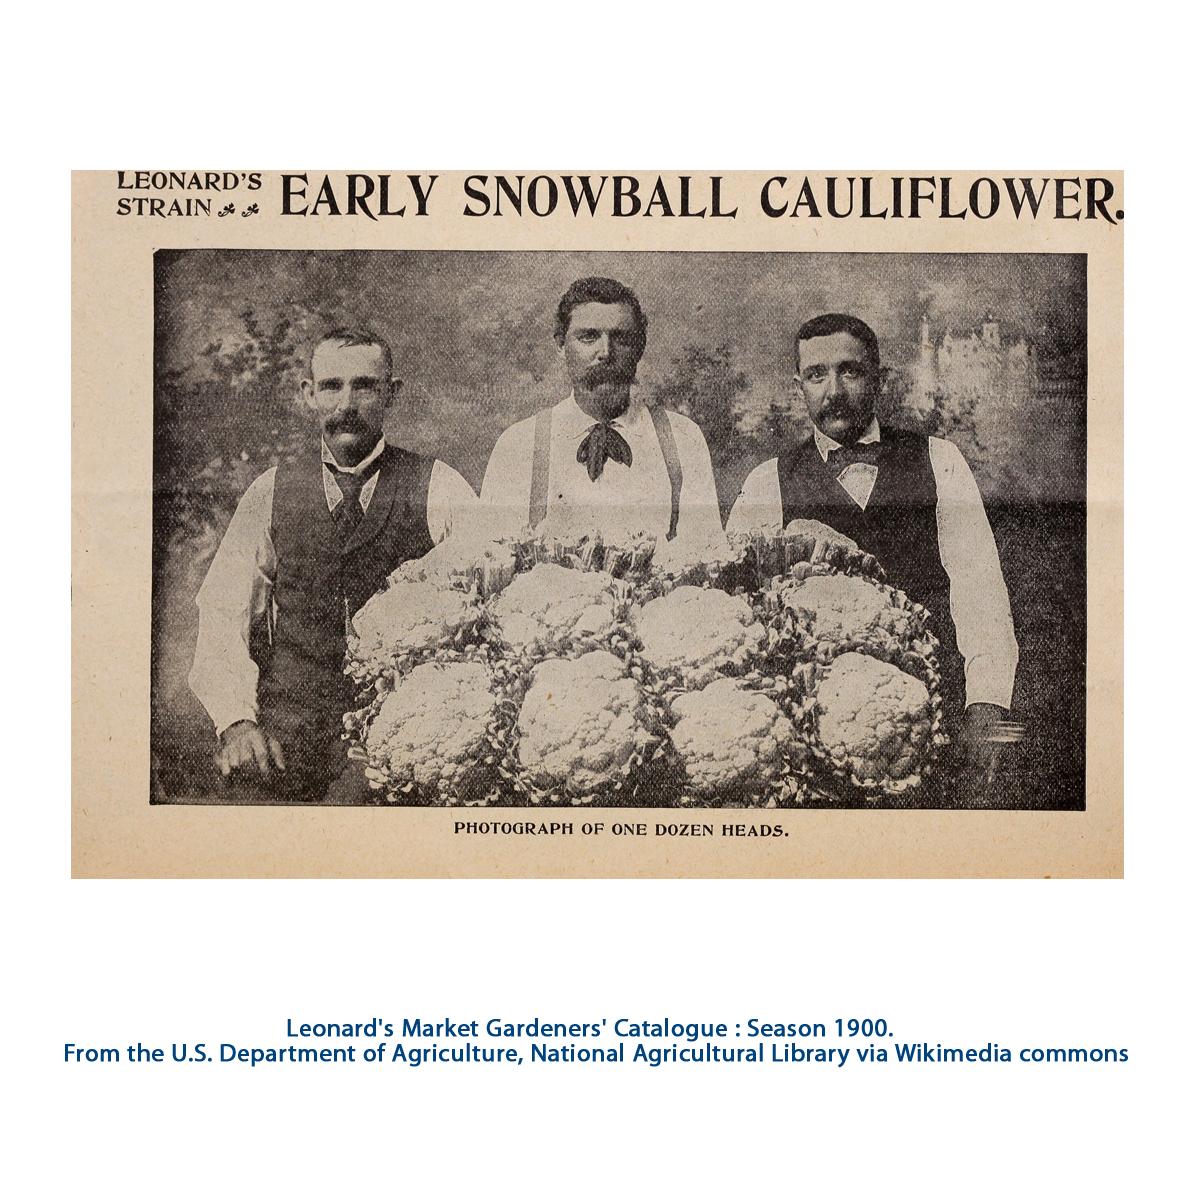 LEONARD'S
STRAIN
EARLY SNOWBALL CAULIFLOWER.
PHOTOGRAPH OF ONE DOZEN HEADS.
Leonard's Market Gardeners' Catalogue : Season 1900.
From the U.S. Department of Agriculture, National Agricultural Library via Wikimedia commons